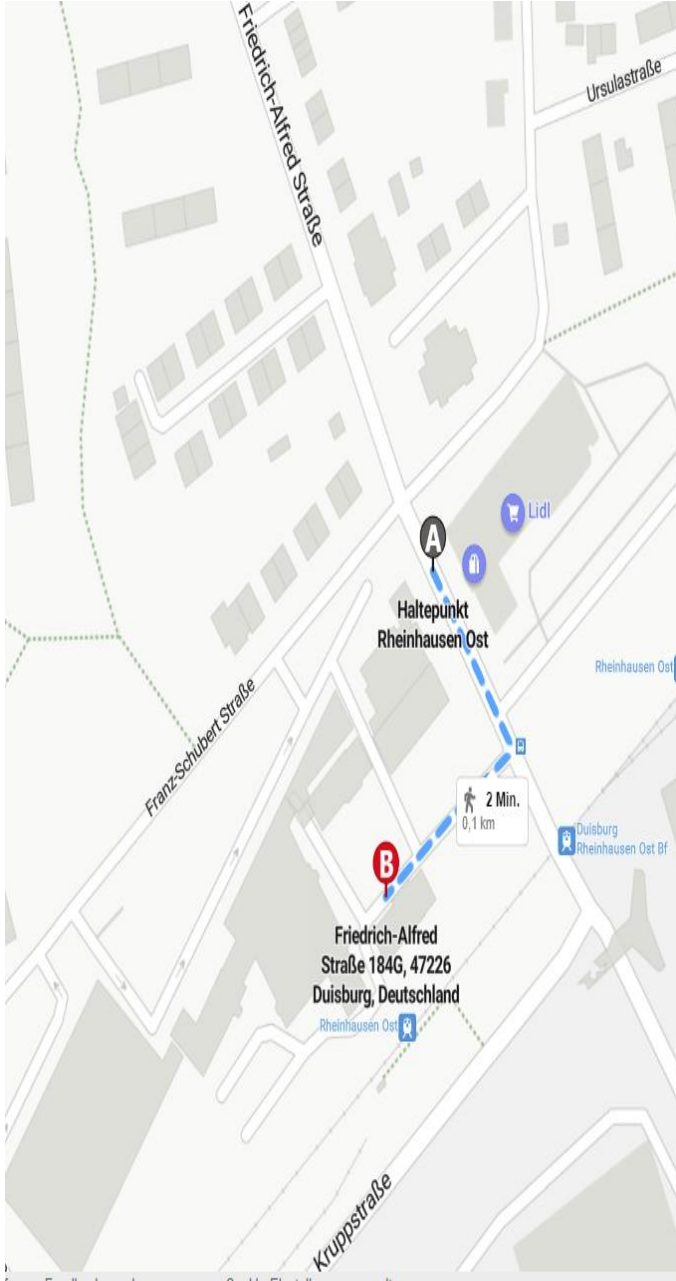 Friedrich-Alfred Straße
Ursulastraße
Lidl
A
Haltepunkt
Rheinhausen Ost
Rheinhausen Ost
Franz-Schubert Straße
2 Min.
0,1 km
Duisburg
Rheinhausen Ost Bf
B
Friedrich-Alfred
Straße 184G, 47226
Duisburg, Deutschland
Rheinhausen Ost
Kruppstraße